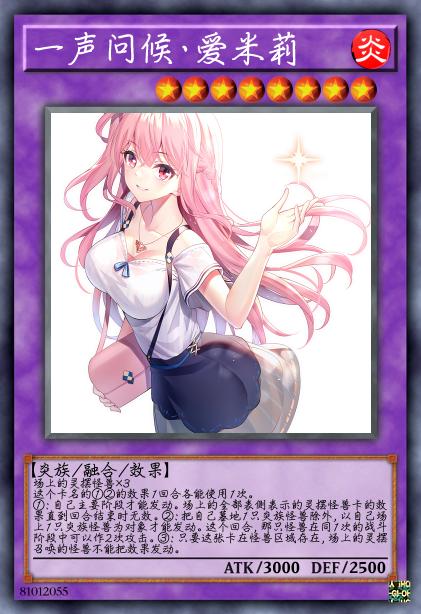 一声问候·爱米莉
炎
【炎族/融合/效果】
场上的灵摆怪兽×3
这个卡名的①②的效果1回合各能使用1次。
①:自己主要阶段才能发动。场上的全部表侧表示的灵摆怪兽卡的效
果直到回合结束时无效。②:把自己墓地1只炎族怪兽除外,以自己场
上1只炎族怪兽为对象才能发动。这个回合,那只怪兽在同1次的战斗
阶段中可以作2次攻击。③:只要这张卡在怪兽区域存在,场上的灵摆
召唤的怪兽不能把效果发动。
ATK/3000 DEF/2500
81012055